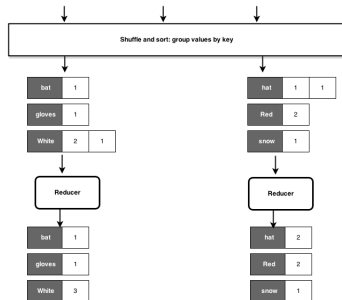 Shuffle and sort: group values by key
bat 1
hat 1 1
gloves 1
Red 2
White 2 1
snow 1
Reducer
Reducer
bat 1
hat 2
gloves 1
Red 2
White 3
snow 1